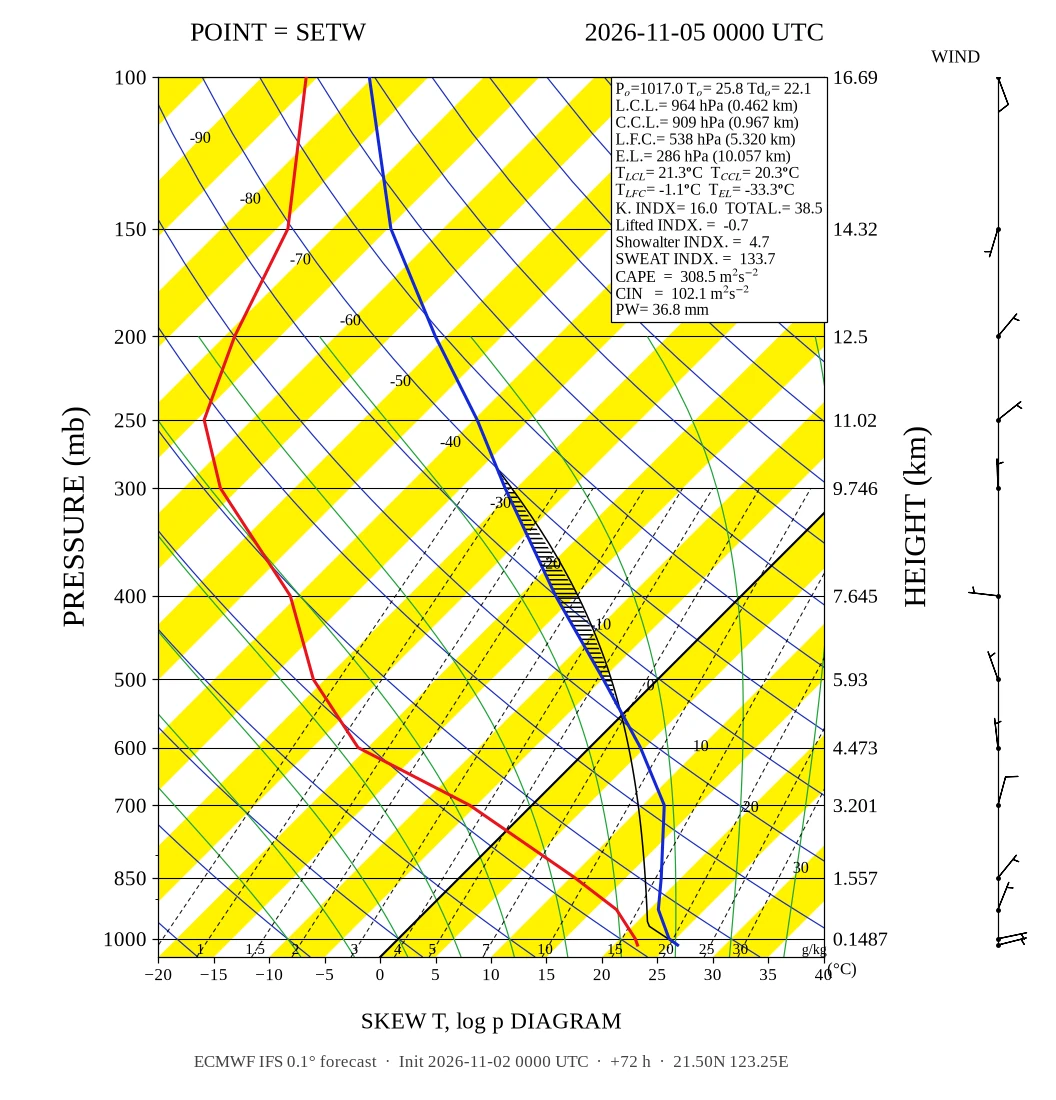 POINT = SETW
2026-11-05 0000 UTC
WIND
P_o=1017.0 T_o= 25.8 Td_o= 22.1
L.C.L.= 964 hPa (0.462 km)
C.C.L.= 909 hPa (0.967 km)
L.F.C.= 538 hPa (5.320 km)
E.L.= 286 hPa (10.057 km)
T_LCL= 21.3°C T_CCL= 20.3°C
T_LFC= -1.1°C T_EL= -33.3°C
K. INDX= 16.0 TOTAL.= 38.5
Lifted INDX. = -0.7
Showalter INDX. = 4.7
SWEAT INDX. = 133.7
CAPE = 308.5 m²s⁻²
CIN = 102.1 m²s⁻²
PW= 36.8 mm
100 16.69
-90
-80
150 14.32
-70
-60
200 12.5
-50
250 11.02
-40
300 9.746
-30
-20
400 7.645
-10
500 5.93
0
600 4.473
10
700 3.201
20
850 1.557
30
1000 0.1487
PRESSURE (mb)
HEIGHT (km)
1 1.5 2 3 4 5 7 10 15 20 25 30 g/kg
−20 −15 −10 −5 0 5 10 15 20 25 30 35 40 (°C)
SKEW T, log p DIAGRAM
ECMWF IFS 0.1° forecast · Init 2026-11-02 0000 UTC · +72 h · 21.50N 123.25E